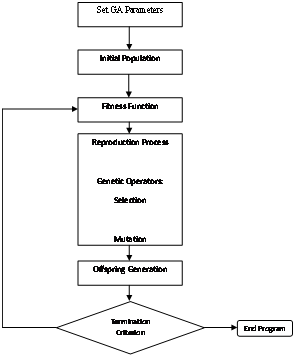 Set GA Parameters
Initial Population
Fitness Function
Reproduction Process
Genetic Operators:
Selection
Mutation
Offspring Generation
Termination
Criterion
End Program